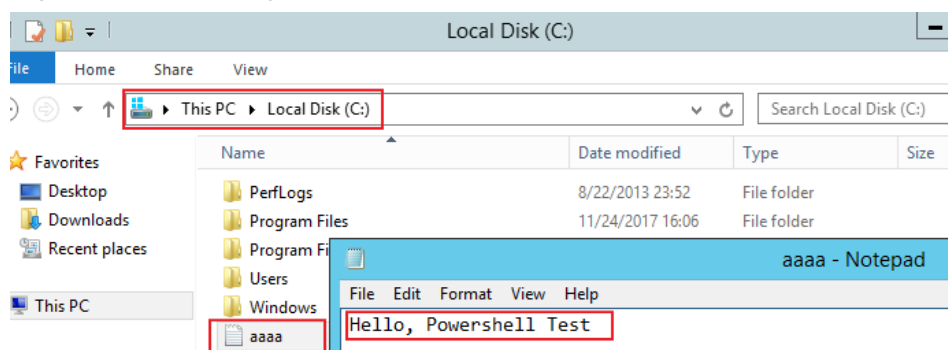 Local Disk (C:)
File Home Share View
This PC Local Disk (C:) Search Local Disk (C:)
Name Date modified Type Size
Favorites
Desktop PerfLogs 8/22/2013 23:52 File folder
Downloads Program Files 11/24/2017 16:06 File folder
Recent places Program Fi
aaaa - Notepad
Users
File Edit Format View Help
This PC Windows
Hello, Powershell Test
aaaa